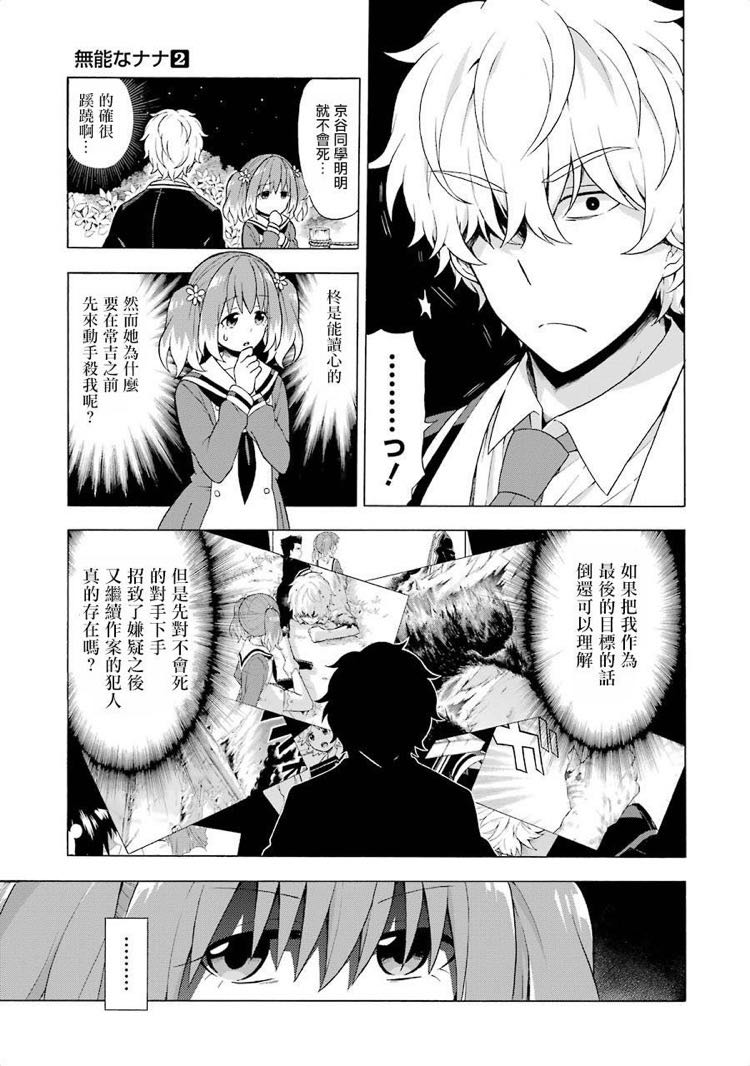 無能なナナ2
………っ!
京谷同學明明
就不會死…
的確很
蹊蹺啊…
柊是能讀心的
然而她為什麼
要在常吉之前
先來動手殺我呢？
如果把我作為
最後的目標的話
倒還可以理解
但是先對不會死
的對手下手
招致了嫌疑之後
又繼續作案的犯人
真的存在嗎？
………